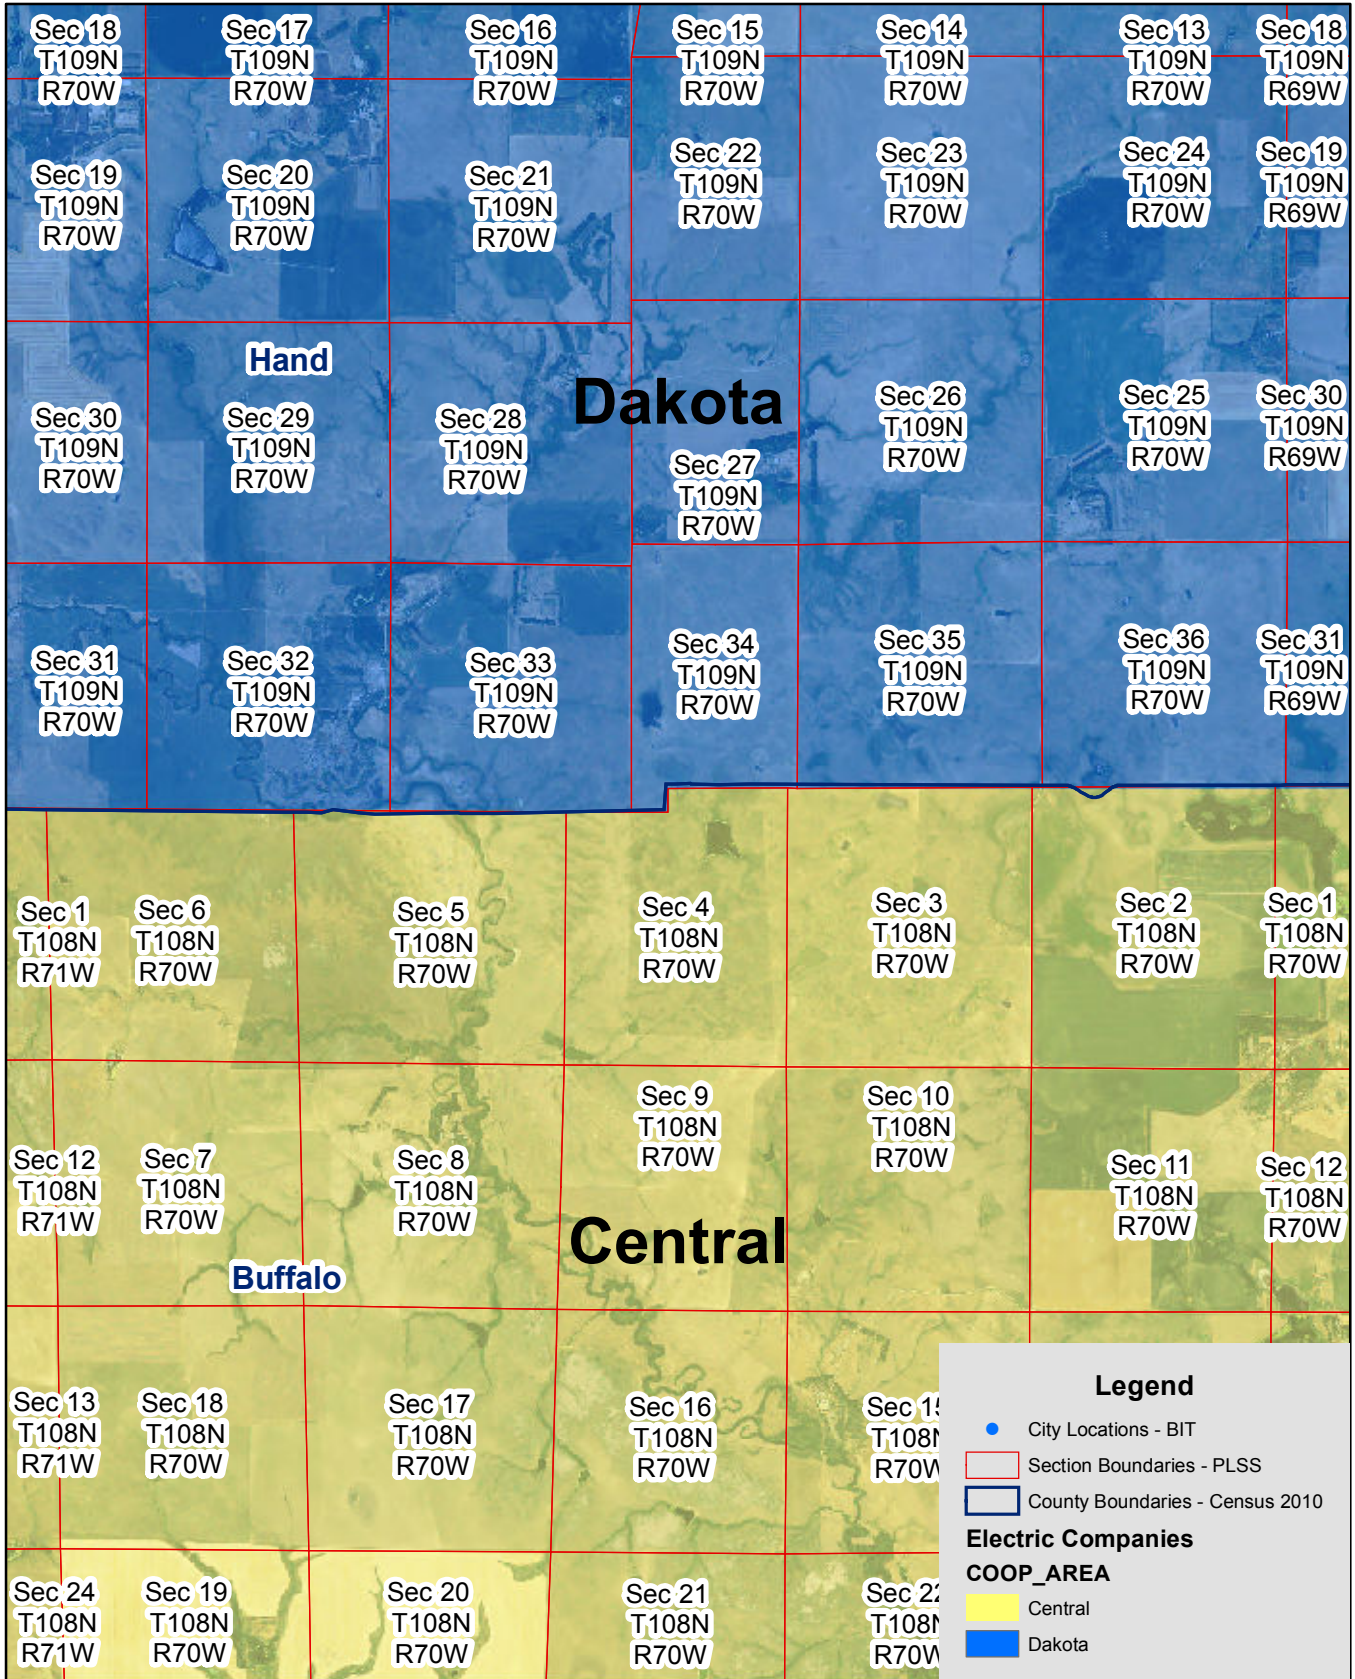 Sec 18
T109N
R70W
Sec 17
T109N
R70W
Sec 16
T109N
R70W
Sec 15
T109N
R70W
Sec 14
T109N
R70W
Sec 13
T109N
R70W
Sec 18
T109N
R69W
Sec 19
T109N
R70W
Sec 20
T109N
R70W
Sec 21
T109N
R70W
Sec 22
T109N
R70W
Sec 23
T109N
R70W
Sec 24
T109N
R70W
Sec 19
T109N
R69W
Hand
Dakota
Sec 30
T109N
R70W
Sec 29
T109N
R70W
Sec 28
T109N
R70W
Sec 27
T109N
R70W
Sec 26
T109N
R70W
Sec 25
T109N
R70W
Sec 30
T109N
R69W
Sec 31
T109N
R70W
Sec 32
T109N
R70W
Sec 33
T109N
R70W
Sec 34
T109N
R70W
Sec 35
T109N
R70W
Sec 36
T109N
R70W
Sec 31
T109N
R69W
Sec 1
T108N
R71W
Sec 6
T108N
R70W
Sec 5
T108N
R70W
Sec 4
T108N
R70W
Sec 3
T108N
R70W
Sec 2
T108N
R70W
Sec 1
T108N
R70W
Sec 12
T108N
R71W
Sec 7
T108N
R70W
Sec 8
T108N
R70W
Sec 9
T108N
R70W
Sec 10
T108N
R70W
Sec 11
T108N
R70W
Sec 12
T108N
R70W
Central
Buffalo
Sec 13
T108N
R71W
Sec 18
T108N
R70W
Sec 17
T108N
R70W
Sec 16
T108N
R70W
Sec 15
T108N
R70W
Sec 24
T108N
R71W
Sec 19
T108N
R70W
Sec 20
T108N
R70W
Sec 21
T108N
R70W
Sec 22
T108N
R70W
Legend
City Locations - BIT
Section Boundaries - PLSS
County Boundaries - Census 2010
Electric Companies
COOP_AREA
Central
Dakota